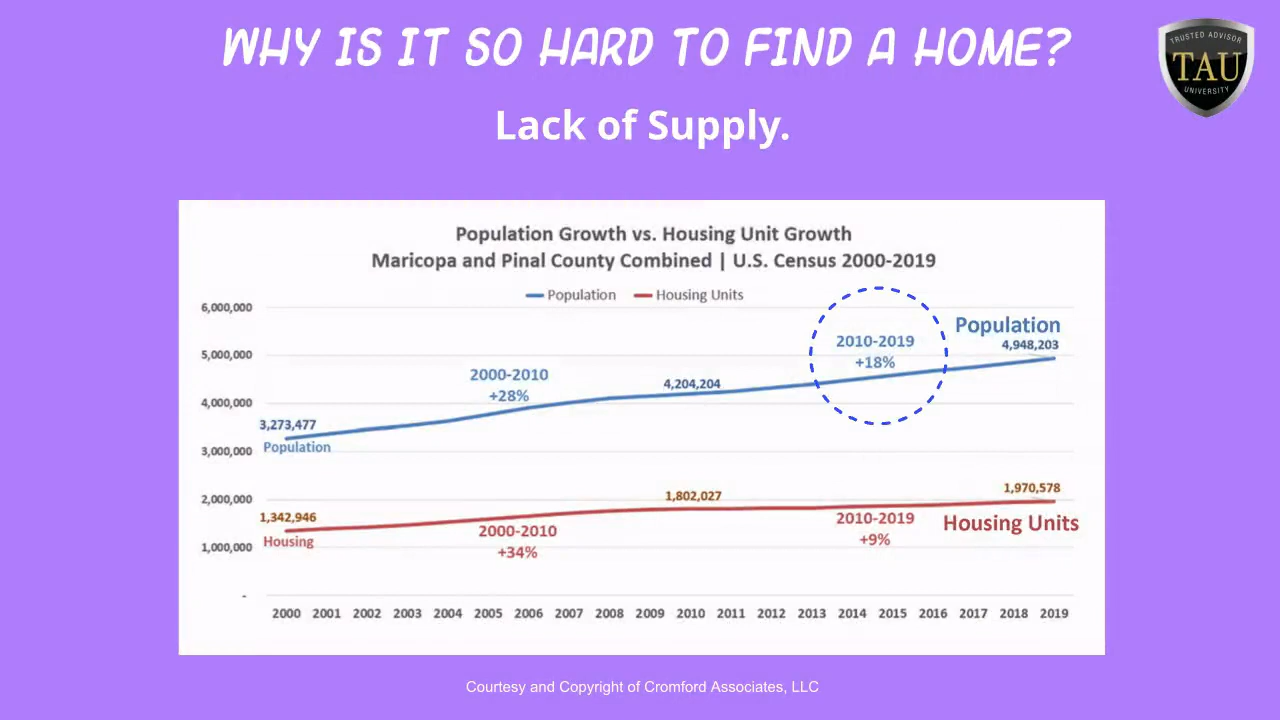 WHY IS IT SO HARD TO FIND A HOME?
TRUSTED ADVISOR
TAU
UNIVERSITY
Lack of Supply.
Population Growth vs. Housing Unit Growth
Maricopa and Pinal County Combined | U.S. Census 2000-2019
Population Housing Units
6,000,000
5,000,000
4,000,000
3,000,000
2,000,000
1,000,000
-
3,273,477
Population
2000-2010
+28%
4,204,204
2010-2019
+18%
Population
4,948,203
1,342,946
Housing
2000-2010
+34%
1,802,027
2010-2019
+9%
1,970,578
Housing Units
2000 2001 2002 2003 2004 2005 2006 2007 2008 2009 2010 2011 2012 2013 2014 2015 2016 2017 2018 2019
Courtesy and Copyright of Cromford Associates, LLC